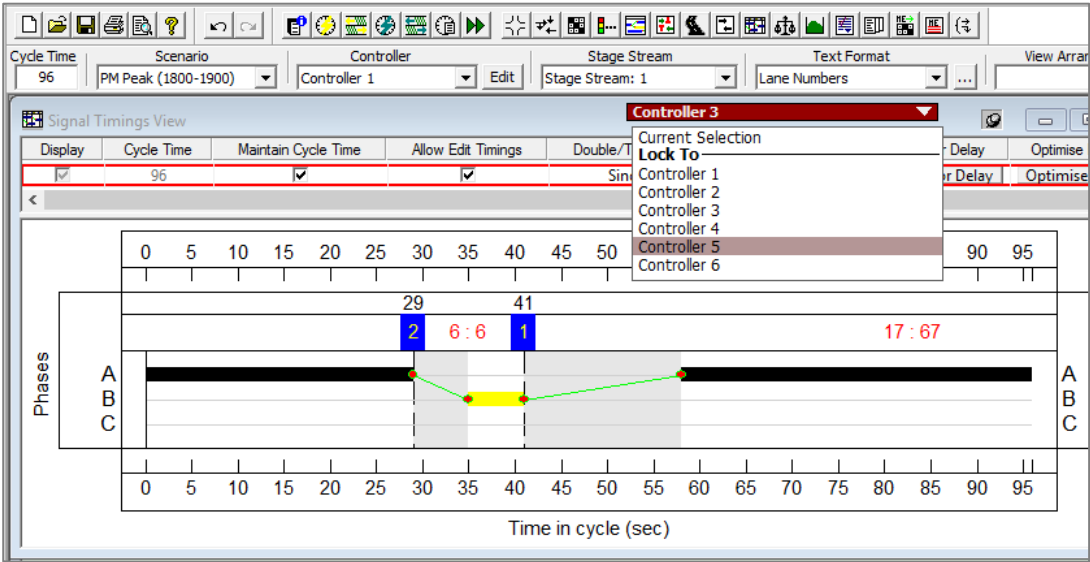 Cycle Time Scenario Controller Stage Stream Text Format View Arrar
96 PM Peak (1800-1900) Controller 1 Edit Stage Stream: 1 Lane Numbers ...
Signal Timings View Controller 3
Current Selection
Display Cycle Time Maintain Cycle Time Allow Edit Timings Double/T r Delay Optimise
Lock To
96 Sin or Delay Optimise
Controller 1
Controller 2
Controller 3
Controller 4
Controller 5
Controller 6
0 5 10 15 20 25 30 35 40 45 50 90 95
29 41
2 6 : 6 1 17 : 67
Phases
A A
B B
C C
0 5 10 15 20 25 30 35 40 45 50 55 60 65 70 75 80 85 90 95
Time in cycle (sec)